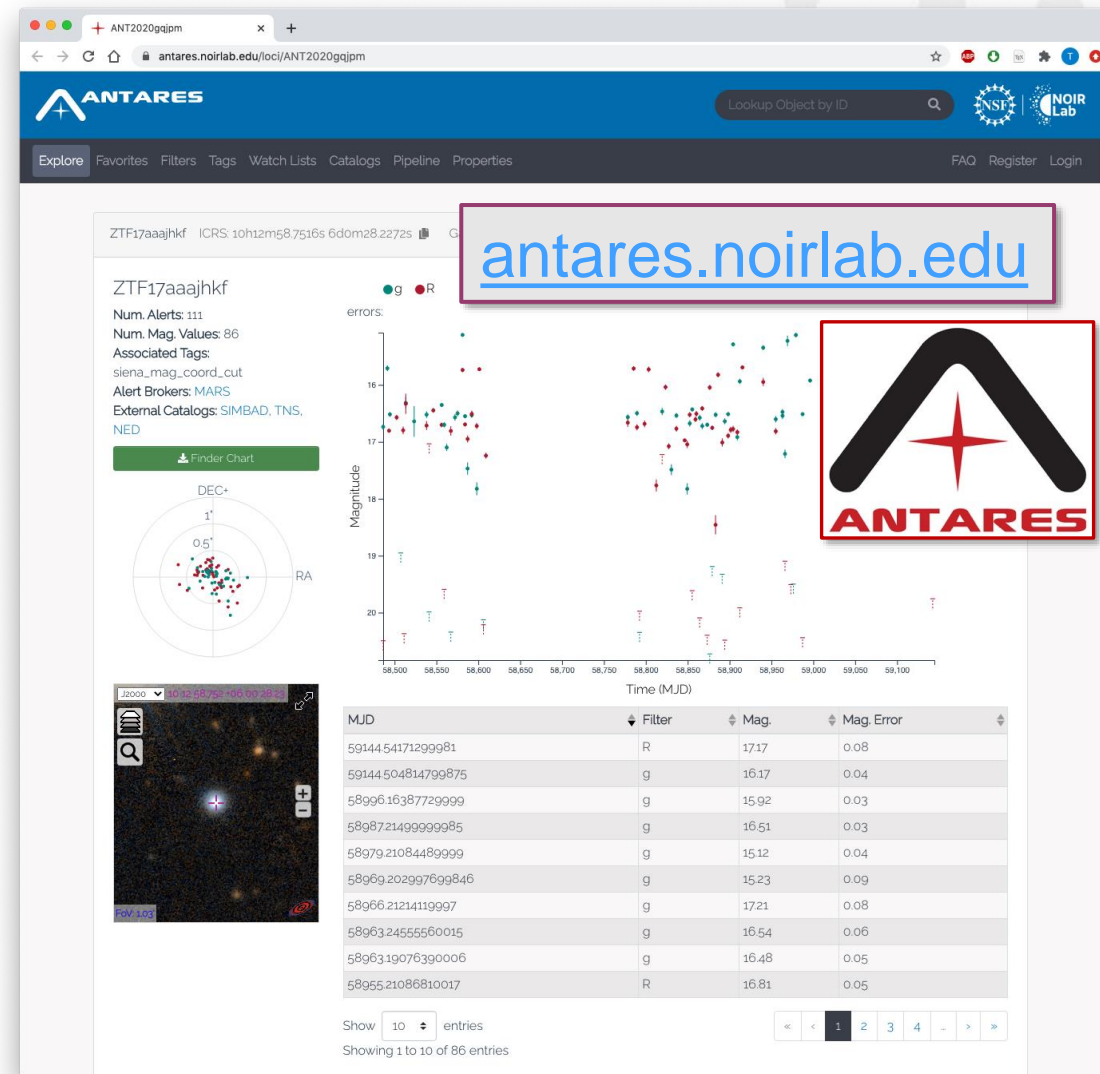 ANT2020gqjpm
antares.noirlab.edu/loci/ANT2020gqjpm
ABP
T
ANTARES
Lookup Object by ID
NSF
NOIR
Lab
Explore Favorites Filters Tags Watch Lists Catalogs Pipeline Properties
FAQ Register Login
ZTF17aaajhkf ICRS: 10h12m58.7516s 6d0m28.2272s
antares.noirlab.edu
ZTF17aaajhkf
Num. Alerts: 111
Num. Mag. Values: 86
Associated Tags:
siena_mag_coord_cut
Alert Brokers: MARS
External Catalogs: SIMBAD, TNS,
NED
Finder Chart
DEC+
1"
0.5"
RA
J2000 10 12 58.752 +06 00 28.23
FoV: 1.03'
g R
errors:
Magnitude
16
17
18
19
20
58,500 58,550 58,600 58,650 58,700 58,750 58,800 58,850 58,900 58,950 59,000 59,050 59,100
Time (MJD)
ANTARES
MJD Filter Mag. Mag. Error
59144.54171299981 R 17.17 0.08
59144.504814799875 g 16.17 0.04
58996.16387729999 g 15.92 0.03
58987.21499999985 g 16.51 0.03
58979.21084489999 g 15.12 0.04
58969.202997699846 g 15.23 0.09
58966.21214119997 g 17.21 0.08
58963.24555560015 g 16.54 0.06
58963.19076390006 g 16.48 0.05
58955.21086810017 R 16.81 0.05
Show 10 entries
« ‹ 1 2 3 4 … › »
Showing 1 to 10 of 86 entries